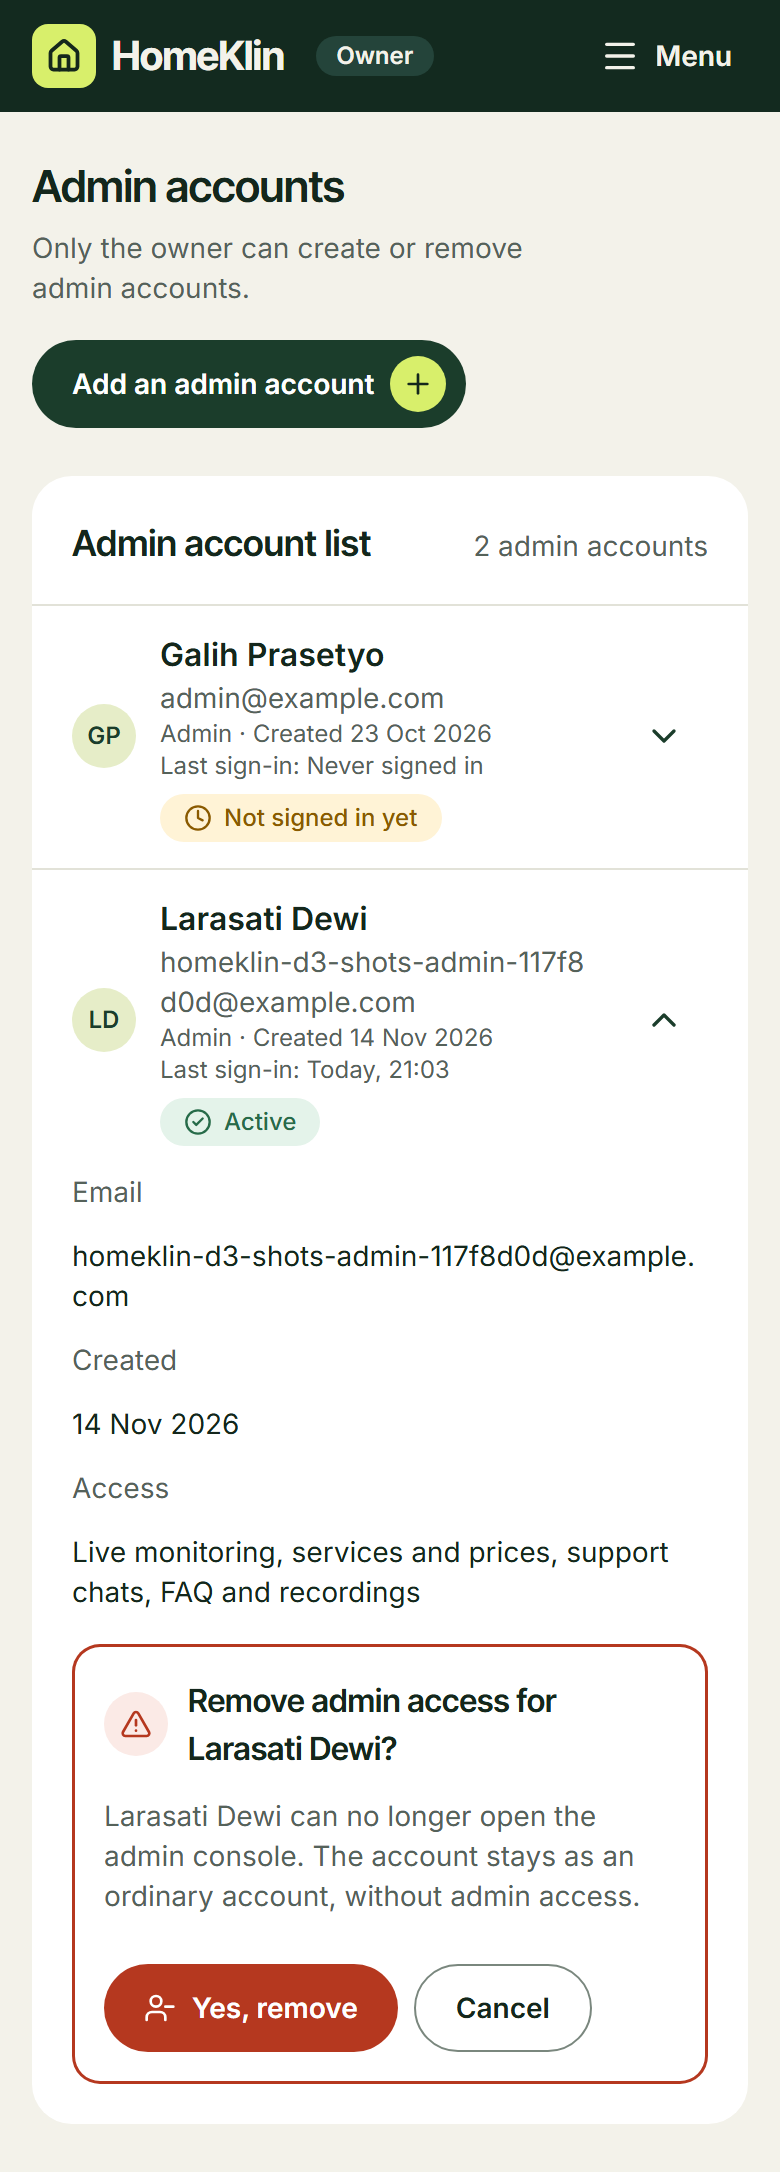 HomeKlin
Owner
Menu
Admin accounts
Only the owner can create or remove
admin accounts.
Add an admin account
Admin account list
2 admin accounts
Galih Prasetyo
admin@example.com
GP
Admin · Created 23 Oct 2026
Last sign-in: Never signed in
Not signed in yet
Larasati Dewi
homeklin-d3-shots-admin-117f8
d0d@example.com
LD
Admin · Created 14 Nov 2026
Last sign-in: Today, 21:03
Active
Email
homeklin-d3-shots-admin-117f8d0d@example.
com
Created
14 Nov 2026
Access
Live monitoring, services and prices, support
chats, FAQ and recordings
Remove admin access for
Larasati Dewi?
Larasati Dewi can no longer open the
admin console. The account stays as an
ordinary account, without admin access.
Yes, remove
Cancel